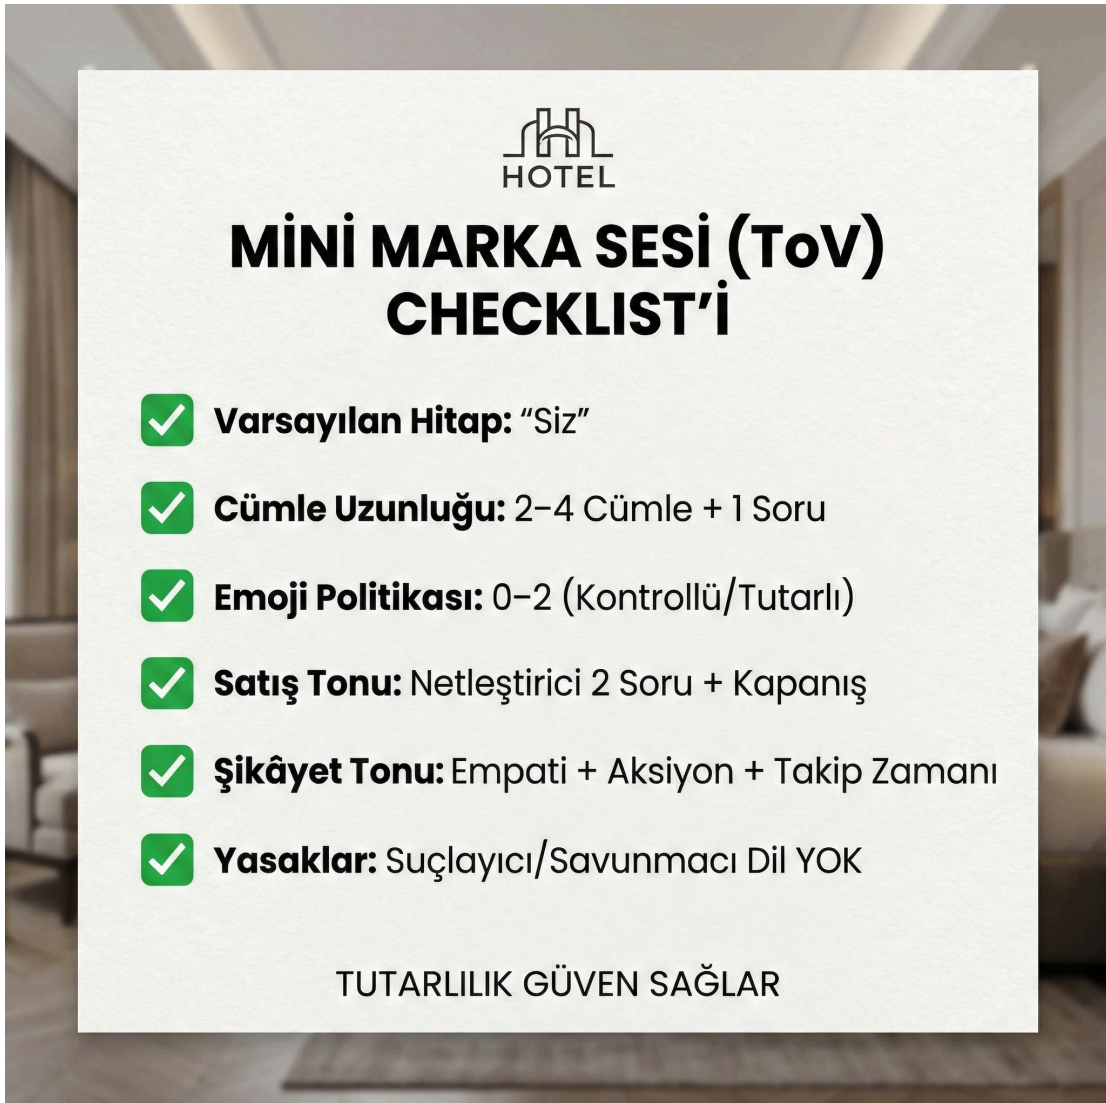 HOTEL
MİNİ MARKA SESİ (ToV)
CHECKLIST’İ
Varsayılan Hitap: “Siz”
Cümle Uzunluğu: 2–4 Cümle + 1 Soru
Emoji Politikası: 0–2 (Kontrollü/Tutarlı)
Satış Tonu: Netleştirici 2 Soru + Kapanış
Şikâyet Tonu: Empati + Aksiyon + Takip Zamanı
Yasaklar: Suçlayıcı/Savunmacı Dil YOK
TUTARLILIK GÜVEN SAĞLAR